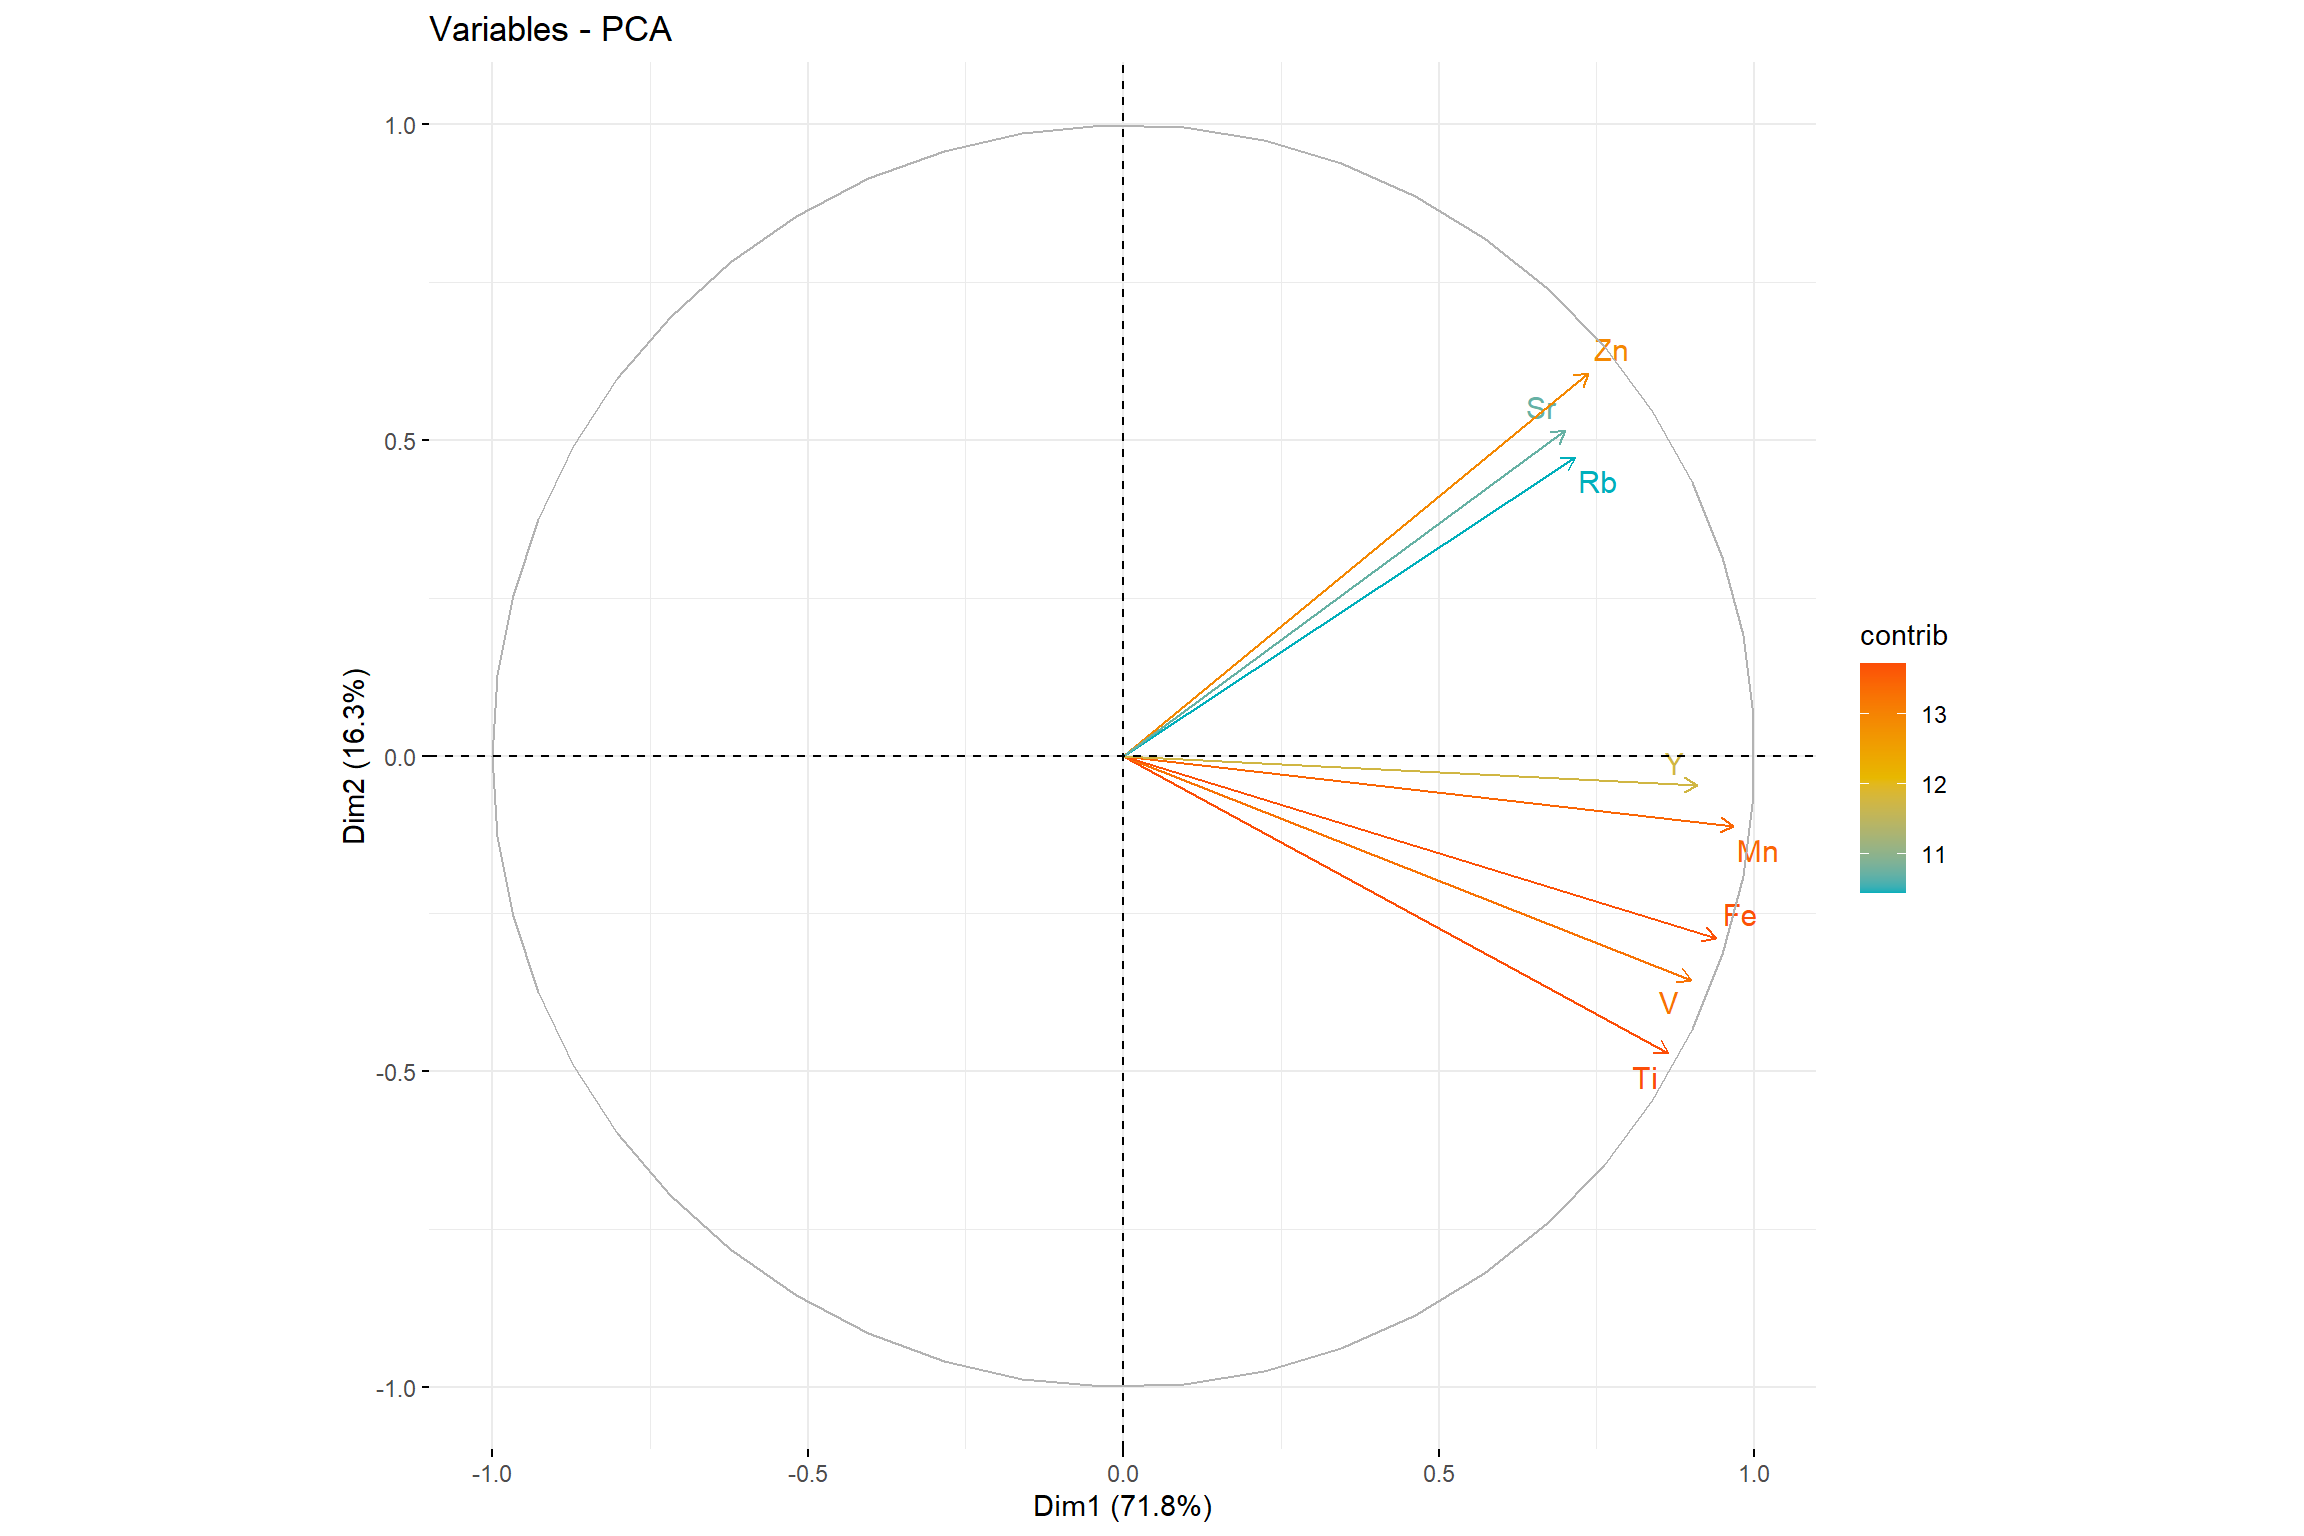 Variables - PCA
1.0
0.5
0.0
-0.5
-1.0
Dim2 (16.3%)
Zn
Sr
Rb
Y
Mn
Fe
V
Ti
-1.0
-0.5
0.0
0.5
1.0
Dim1 (71.8%)
contrib
13
12
11